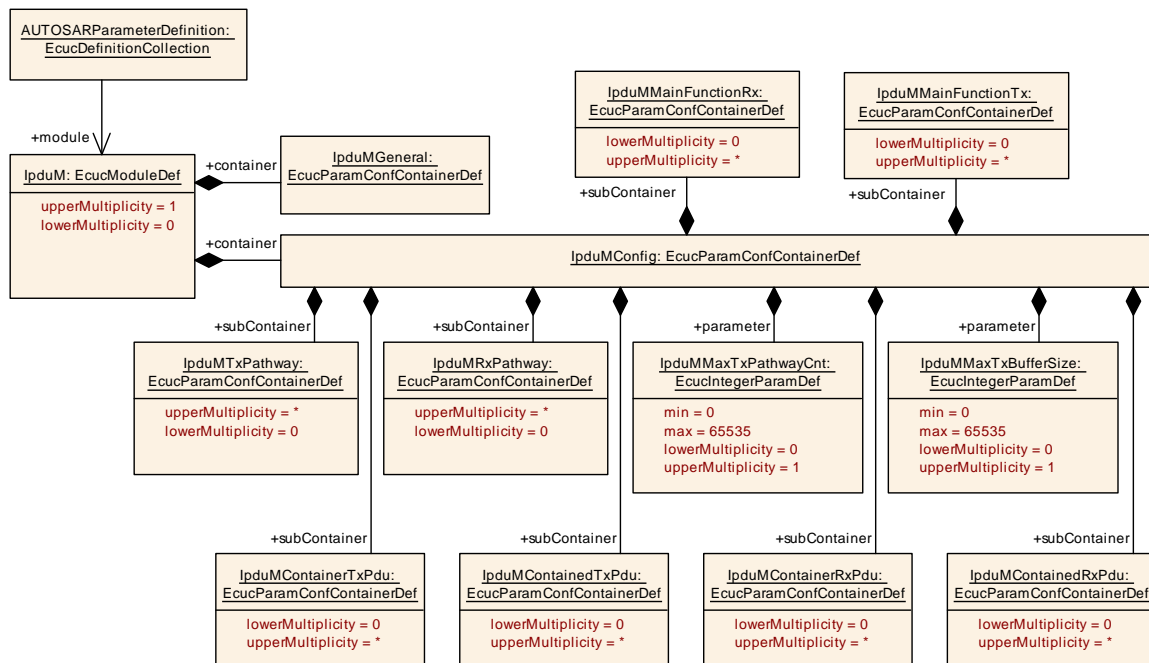 AUTOSARParameterDefinition:
EcucDefinitionCollection
+module
IpduM: EcucModuleDef
upperMultiplicity = 1
lowerMultiplicity = 0
+container
IpduMGeneral:
EcucParamConfContainerDef
+container
IpduMMainFunctionRx:
EcucParamConfContainerDef
lowerMultiplicity = 0
upperMultiplicity = *
+subContainer
IpduMMainFunctionTx:
EcucParamConfContainerDef
lowerMultiplicity = 0
upperMultiplicity = *
+subContainer
IpduMConfig: EcucParamConfContainerDef
+subContainer
IpduMTxPathway:
EcucParamConfContainerDef
upperMultiplicity = *
lowerMultiplicity = 0
+subContainer
IpduMRxPathway:
EcucParamConfContainerDef
upperMultiplicity = *
lowerMultiplicity = 0
+parameter
IpduMMaxTxPathwayCnt:
EcucIntegerParamDef
min = 0
max = 65535
lowerMultiplicity = 0
upperMultiplicity = 1
+parameter
IpduMMaxTxBufferSize:
EcucIntegerParamDef
min = 0
max = 65535
lowerMultiplicity = 0
upperMultiplicity = 1
+subContainer
IpduMContainerTxPdu:
EcucParamConfContainerDef
lowerMultiplicity = 0
upperMultiplicity = *
+subContainer
IpduMContainedTxPdu:
EcucParamConfContainerDef
lowerMultiplicity = 0
upperMultiplicity = *
+subContainer
IpduMContainerRxPdu:
EcucParamConfContainerDef
lowerMultiplicity = 0
upperMultiplicity = *
+subContainer
IpduMContainedRxPdu:
EcucParamConfContainerDef
lowerMultiplicity = 0
upperMultiplicity = *